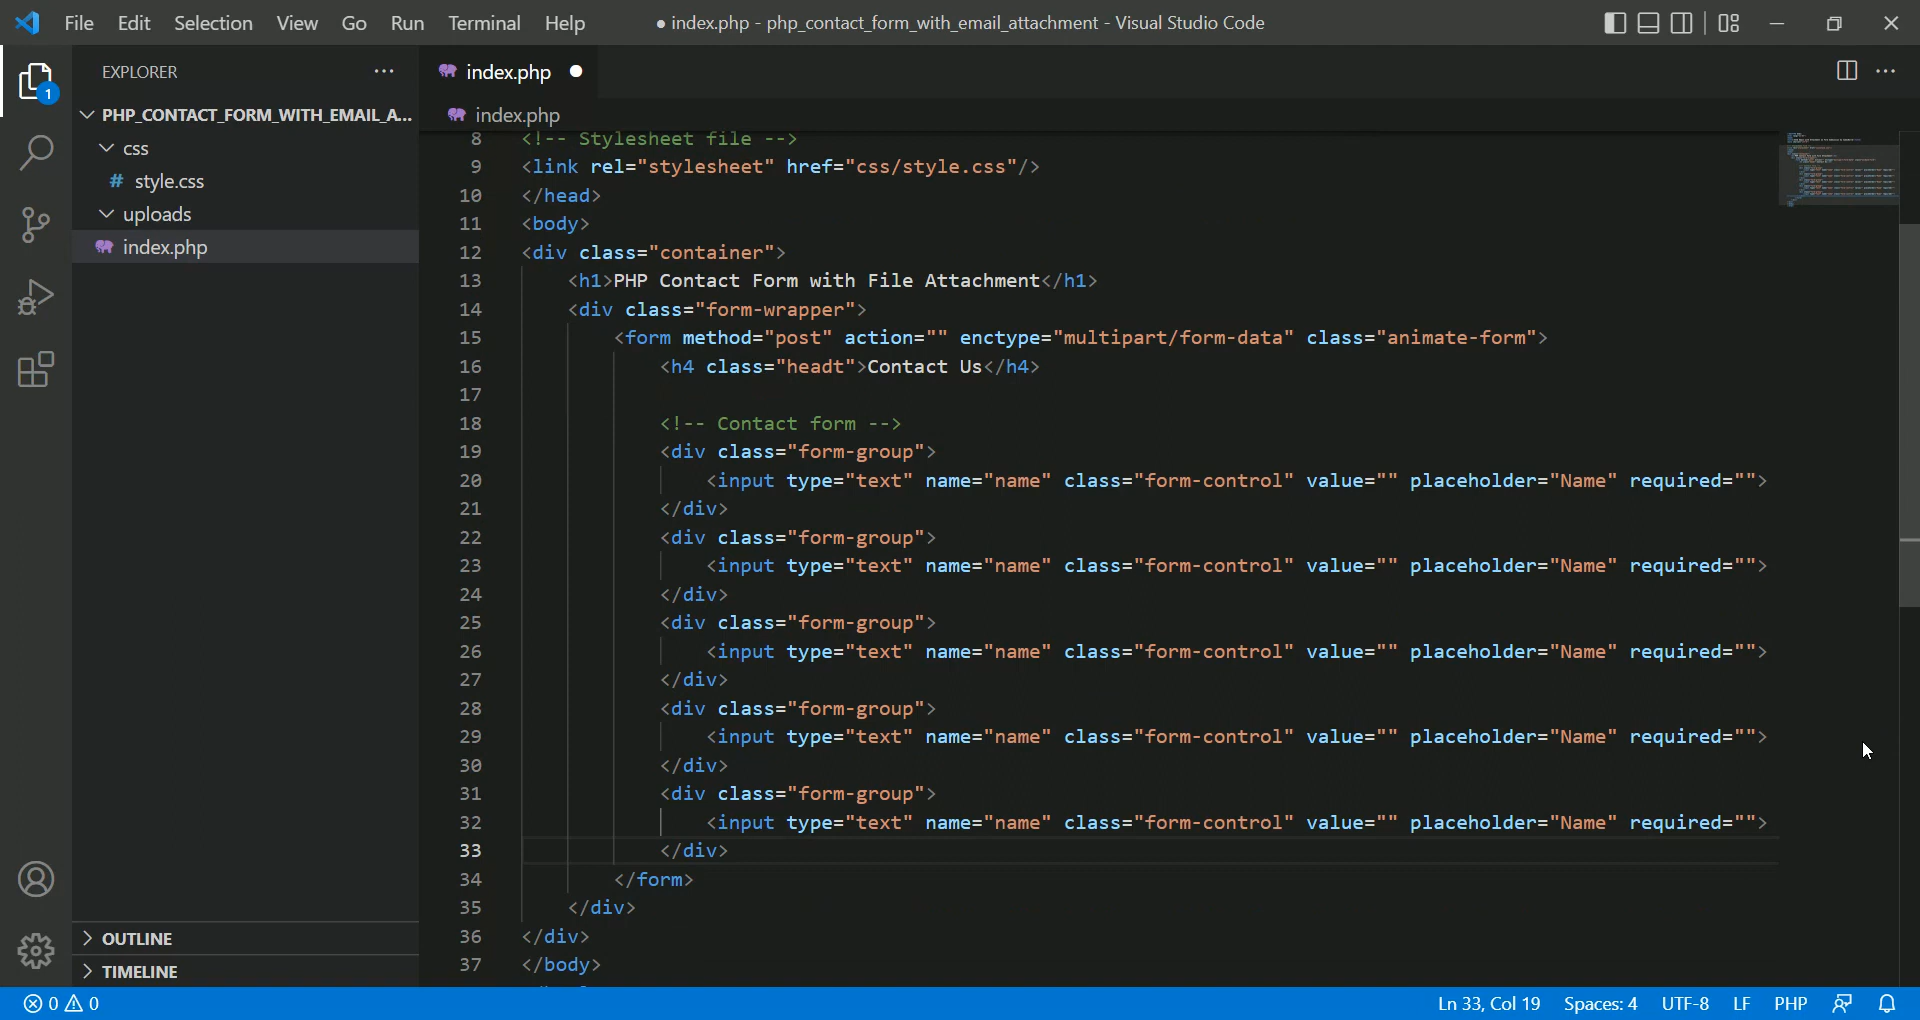 File Edit Selection View Go Run Terminal Help
● index.php - php_contact_form_with_email_attachment - Visual Studio Code
EXPLORER
1
PHP_CONTACT_FORM_WITH_EMAIL_A...
css
# style.css
uploads
index.php
OUTLINE
TIMELINE
index.php
index.php
8 <!-- Stylesheet file -->
9 <link rel="stylesheet" href="css/style.css"/>
10 </head>
11 <body>
12 <div class="container">
13 <h1>PHP Contact Form with File Attachment</h1>
14 <div class="form-wrapper">
15 <form method="post" action="" enctype="multipart/form-data" class="animate-form">
16 <h4 class="headt">Contact Us</h4>
17
18 <!-- Contact form -->
19 <div class="form-group">
20 <input type="text" name="name" class="form-control" value="" placeholder="Name" required="">
21 </div>
22 <div class="form-group">
23 <input type="text" name="name" class="form-control" value="" placeholder="Name" required="">
24 </div>
25 <div class="form-group">
26 <input type="text" name="name" class="form-control" value="" placeholder="Name" required="">
27 </div>
28 <div class="form-group">
29 <input type="text" name="name" class="form-control" value="" placeholder="Name" required="">
30 </div>
31 <div class="form-group">
32 <input type="text" name="name" class="form-control" value="" placeholder="Name" required="">
33 </div>
34 </form>
35 </div>
36 </div>
37 </body>
0 0
Ln 33, Col 19 Spaces: 4 UTF-8 LF PHP